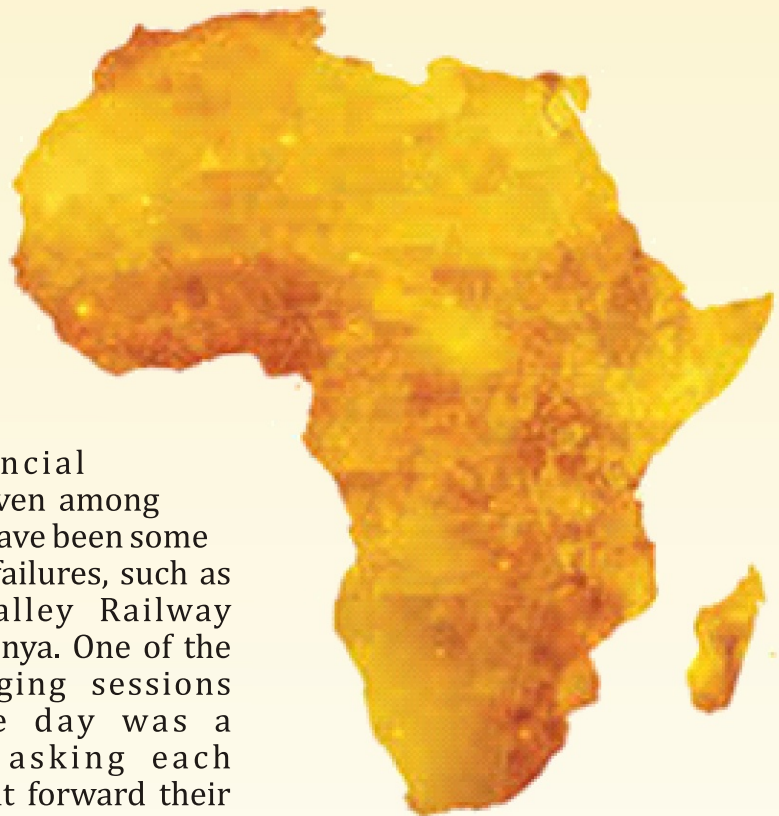 ncial
ven among
ave been some
failures, such as
alley Railway
nya. One of the
ging sessions
e day was a
asking each
t forward their